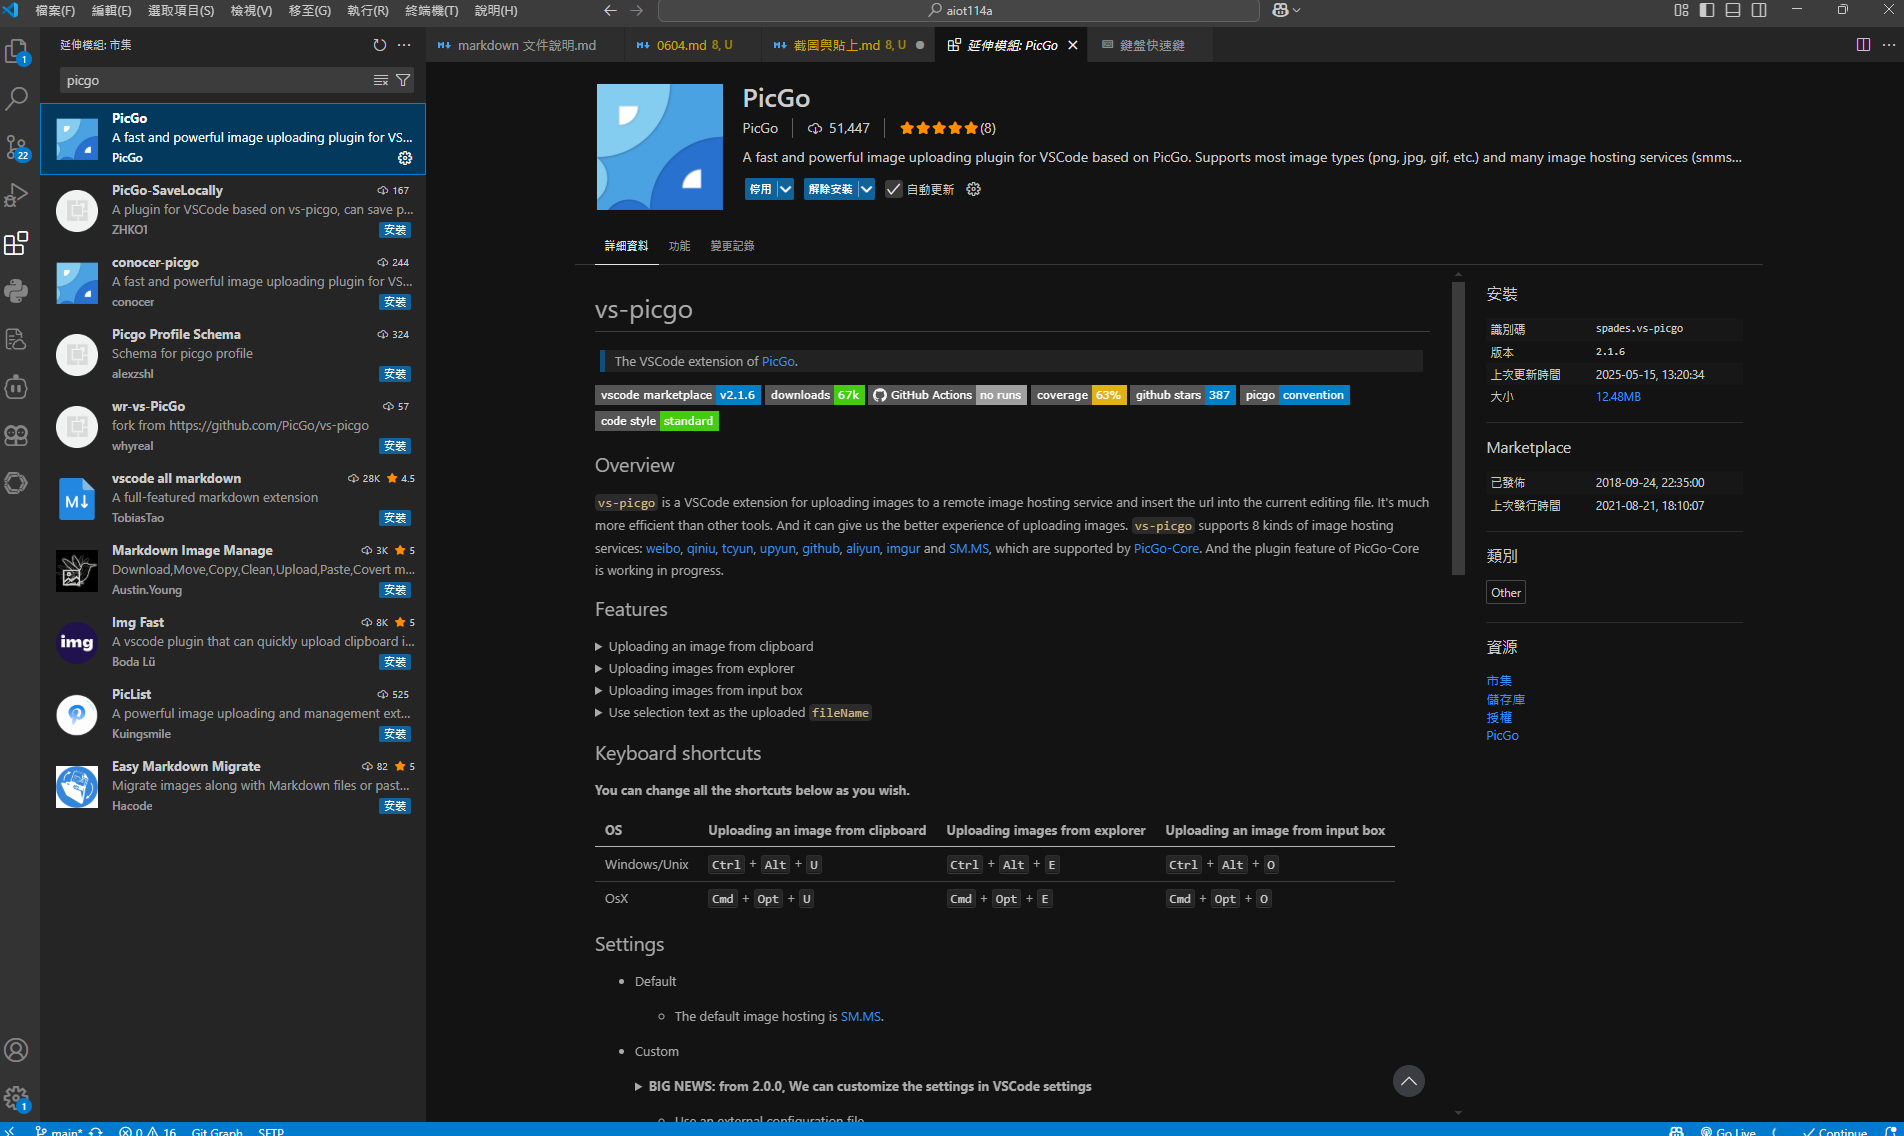 檔案(F) 編輯(E) 選取項目(S) 檢視(V) 移至(G) 執行(R) 終端機(T) 說明(H)
aiot114a
延伸模組: 市集
markdown 文件說明.md
0604.md 8, U
截圖與貼上.md 8, U
延伸模組: PicGo
鍵盤快速鍵
picgo
PicGo
A fast and powerful image uploading plugin for VS...
PicGo
PicGo-SaveLocally 167
A plugin for VSCode based on vs-picgo, can save p...
ZHKO1 安裝
conocer-picgo 244
A fast and powerful image uploading plugin for VS...
conocer 安裝
Picgo Profile Schema 324
Schema for picgo profile
alexzshl 安裝
wr-vs-PicGo 57
fork from https://github.com/PicGo/vs-picgo
whyreal 安裝
vscode all markdown 28K 4.5
A full-featured markdown extension
TobiasTao 安裝
Markdown Image Manage 3K 5
Download,Move,Copy,Clean,Upload,Paste,Covert m...
Austin.Young 安裝
img
Img Fast 8K 5
A vscode plugin that can quickly upload clipboard i...
Boda Lü 安裝
PicList 525
A powerful image uploading and management ext...
Kuingsmile 安裝
Easy Markdown Migrate 82 5
Migrate images along with Markdown files or past...
Hacode 安裝
1
22
1
PicGo
PicGo 51,447 (8)
A fast and powerful image uploading plugin for VSCode based on PicGo. Supports most image types (png, jpg, gif, etc.) and many image hosting services (smms...
停用 解除安裝 自動更新
詳細資料 功能 變更記錄
vs-picgo
The VSCode extension of PicGo.
vscode marketplace v2.1.6 downloads 67k GitHub Actions no runs coverage 63% github stars 387 picgo convention
code style standard
Overview
vs-picgo is a VSCode extension for uploading images to a remote image hosting service and insert the url into the current editing file. It's much
more efficient than other tools. And it can give us the better experience of uploading images. vs-picgo supports 8 kinds of image hosting
services: weibo, qiniu, tcyun, upyun, github, aliyun, imgur and SM.MS, which are supported by PicGo-Core. And the plugin feature of PicGo-Core
is working in progress.
Features
Uploading an image from clipboard
Uploading images from explorer
Uploading images from input box
Use selection text as the uploaded fileName
Keyboard shortcuts
You can change all the shortcuts below as you wish.
OS Uploading an image from clipboard Uploading images from explorer Uploading an image from input box
Windows/Unix Ctrl + Alt + U Ctrl + Alt + E Ctrl + Alt + O
OsX Cmd + Opt + U Cmd + Opt + E Cmd + Opt + O
Settings
Default
The default image hosting is SM.MS.
Custom
BIG NEWS: from 2.0.0, We can customize the settings in VSCode settings
Use an external configuration file
安裝
識別碼 spades.vs-picgo
版本 2.1.6
上次更新時間 2025-05-15, 13:20:34
大小 12.48MB
Marketplace
已發佈 2018-09-24, 22:35:00
上次發行時間 2021-08-21, 18:10:07
類別
Other
資源
市集
儲存庫
授權
PicGo
main* 0 16 Git Graph SFTP
Go Live Continue